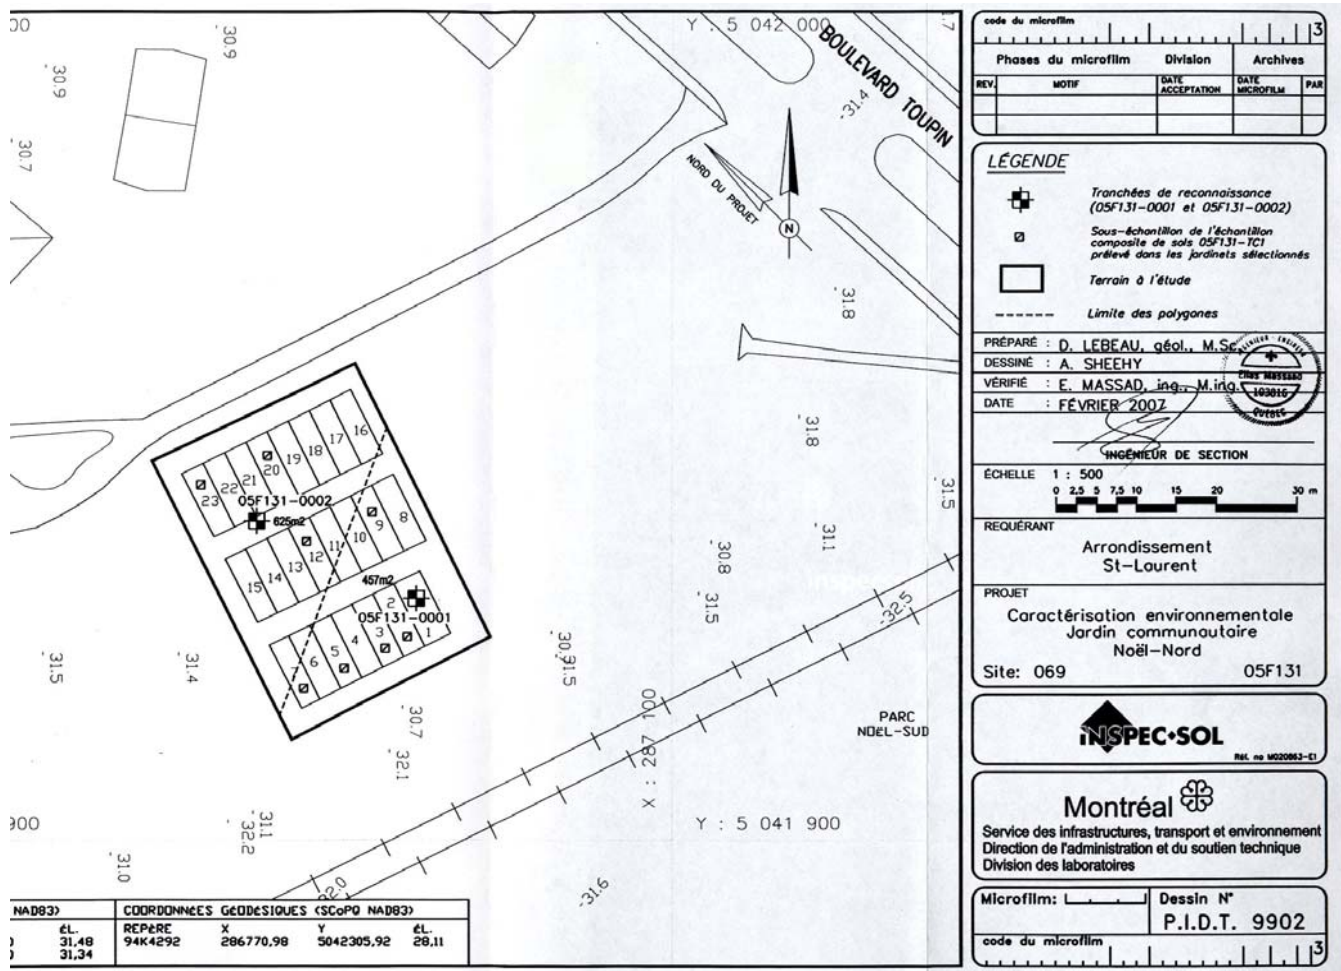 00
30.9
30.9
30.7
Y : 5 042 000
BOULEVARD TOUPIN
31.4
NORD DU PROJET
N
31.8
31.8
31.5
31.1
30.8
31.5
16
17
18
19
20
21
22
23
05F131-0002
625m2
8
9
10
11
12
13
14
15
457m2
2
05F131-0001
1
3
4
5
6
7
31.5
31.4
30.7
32.1
31.5
32.5
X : 287 100
PARC
NOËL-SUD
Y : 5 041 900
900
31.1
32.2
31.0
32.0
31.6
NAD83)
ÉL.
31,48
31,34
COORDONNÉES GÉODÉSIQUES (SCoPQ NAD83)
REPÈRE X Y ÉL.
94K4292 286770,98 5042305,92 28,11
code du microfilm
3
Phases du microfilm Division Archives
REV. MOTIF DATE ACCEPTATION DATE MICROFILM PAR
LÉGENDE
Tranchées de reconnaissance
(05F131-0001 et 05F131-0002)
Sous-échantillon de l'échantillon
composite de sols 05F131-TC1
prélevé dans les jardinets sélectionnés
Terrain à l'étude
Limite des polygones
PRÉPARÉ : D. LEBEAU, géol., M.Sc.
DESSINÉ : A. SHEEHY
VÉRIFIÉ : E. MASSAD, ing., M.ing.
DATE : FÉVRIER 2007
Elias Massaad
QUÉBEC
INGÉNIEUR DE SECTION
ÉCHELLE 1 : 500
0 2,5 5 7,5 10 15 20 30 m
REQUÉRANT
Arrondissement
St-Laurent
PROJET
Caractérisation environnementale
Jardin communautaire
Noël-Nord
Site: 069 05F131
INSPEC-SOL
Réf. no M020863-E1
Montréal
Service des infrastructures, transport et environnement
Direction de l'administration et du soutien technique
Division des laboratoires
Microfilm:
Dessin N°
P.I.D.T. 9902
code du microfilm
3